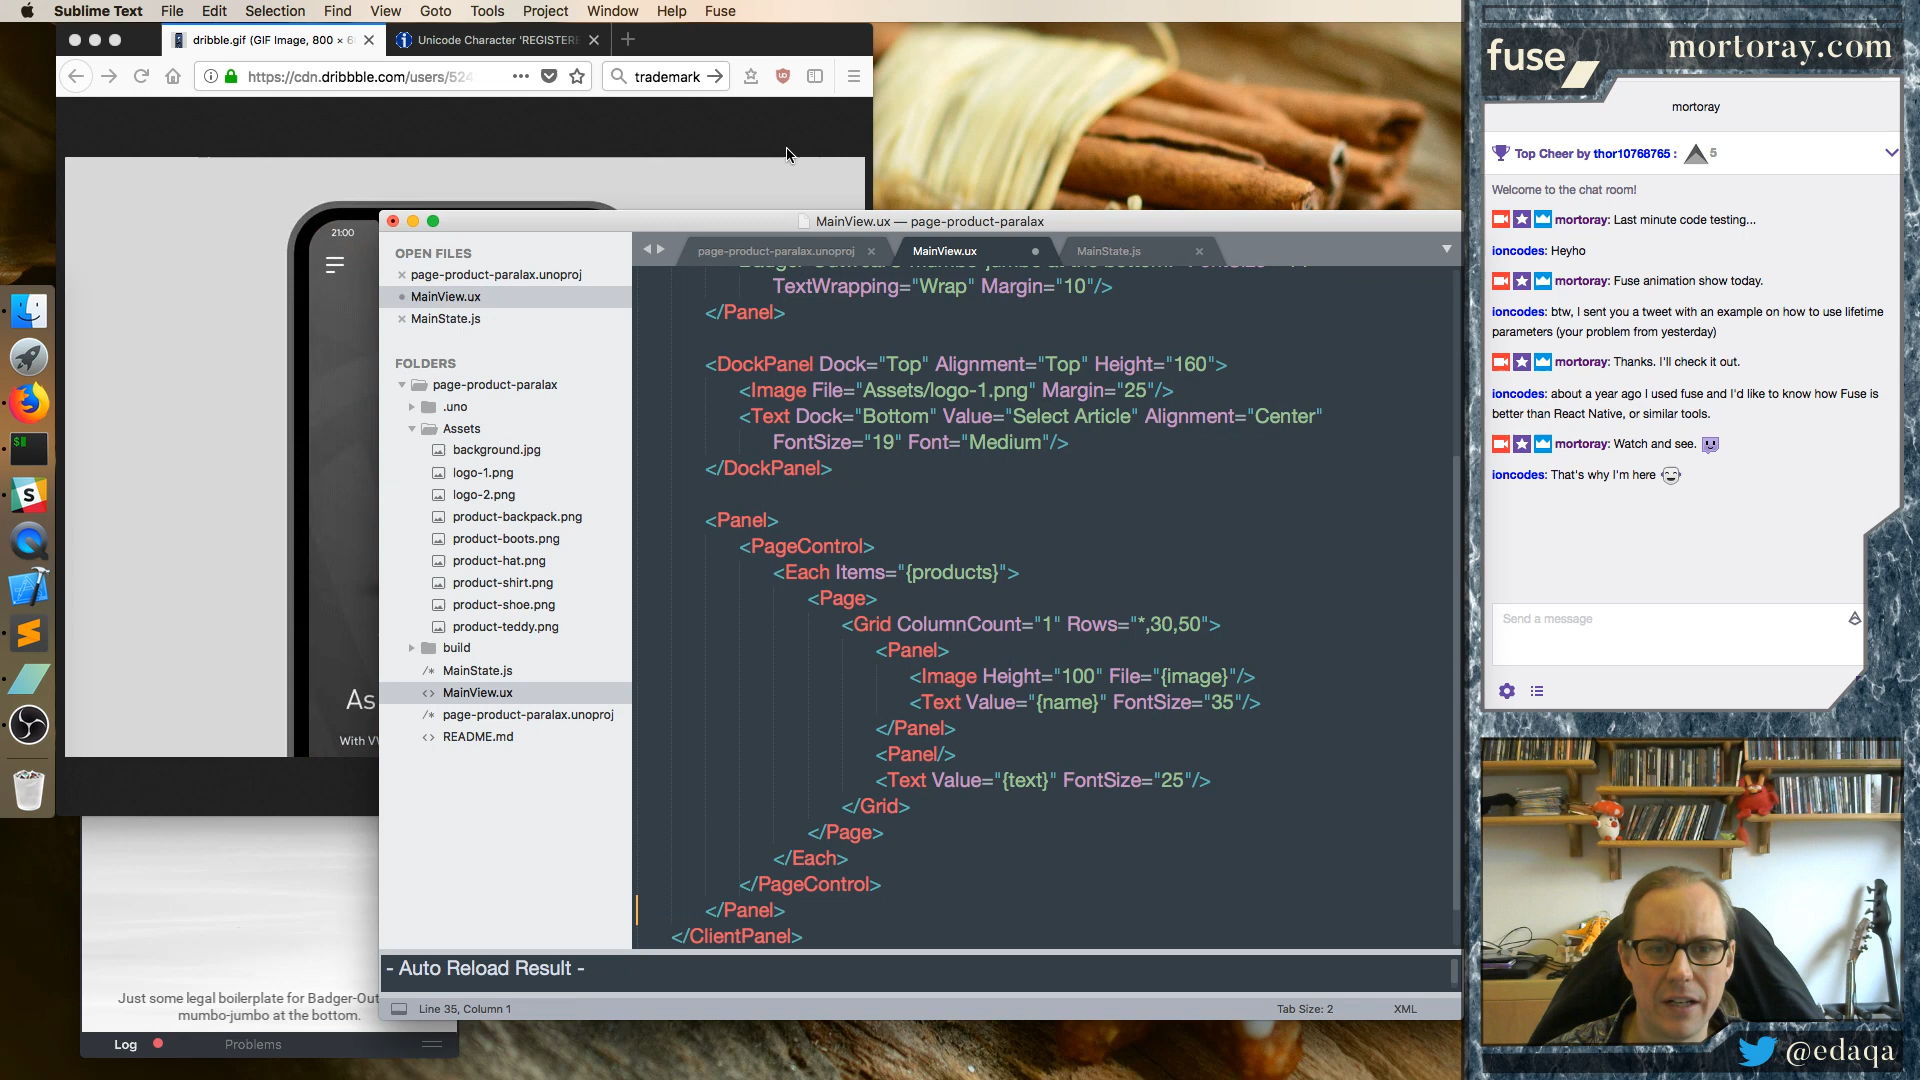 Sublime Text File Edit Selection Find View Goto Tools Project Window Help Fuse
dribble.gif (GIF Image, 800 × 6
Unicode Character 'REGISTER
https://cdn.dribbble.com/users/524
trademark
21:00
As
With V
MainView.ux — page-product-paralax
OPEN FILES
page-product-paralax.unoproj
MainView.ux
MainState.js
FOLDERS
page-product-paralax
.uno
Assets
background.jpg
logo-1.png
logo-2.png
product-backpack.png
product-boots.png
product-hat.png
product-shirt.png
product-shoe.png
product-teddy.png
build
MainState.js
MainView.ux
page-product-paralax.unoproj
README.md
page-product-paralax.unoproj
MainView.ux
MainState.js
TextWrapping="Wrap" Margin="10"/>
</Panel>
<DockPanel Dock="Top" Alignment="Top" Height="160">
<Image File="Assets/logo-1.png" Margin="25"/>
<Text Dock="Bottom" Value="Select Article" Alignment="Center"
FontSize="19" Font="Medium"/>
</DockPanel>
<Panel>
<PageControl>
<Each Items="{products}">
<Page>
<Grid ColumnCount="1" Rows="*,30,50">
<Panel>
<Image Height="100" File="{image}"/>
<Text Value="{name}" FontSize="35"/>
</Panel>
<Panel/>
<Text Value="{text}" FontSize="25"/>
</Grid>
</Page>
</Each>
</PageControl>
</Panel>
</ClientPanel>
- Auto Reload Result -
Line 35, Column 1
Tab Size: 2
XML
Just some legal boilerplate for Badger-Out
mumbo-jumbo at the bottom.
Log
Problems
fuse
mortoray.com
mortoray
Top Cheer by thor10768765 : 5
Welcome to the chat room!
mortoray: Last minute code testing...
ioncodes: Heyho
mortoray: Fuse animation show today.
ioncodes: btw, I sent you a tweet with an example on how to use lifetime
parameters (your problem from yesterday)
mortoray: Thanks. I'll check it out.
ioncodes: about a year ago I used fuse and I'd like to know how Fuse is
better than React Native, or similar tools.
mortoray: Watch and see.
ioncodes: That's why I'm here
Send a message
@edaqa